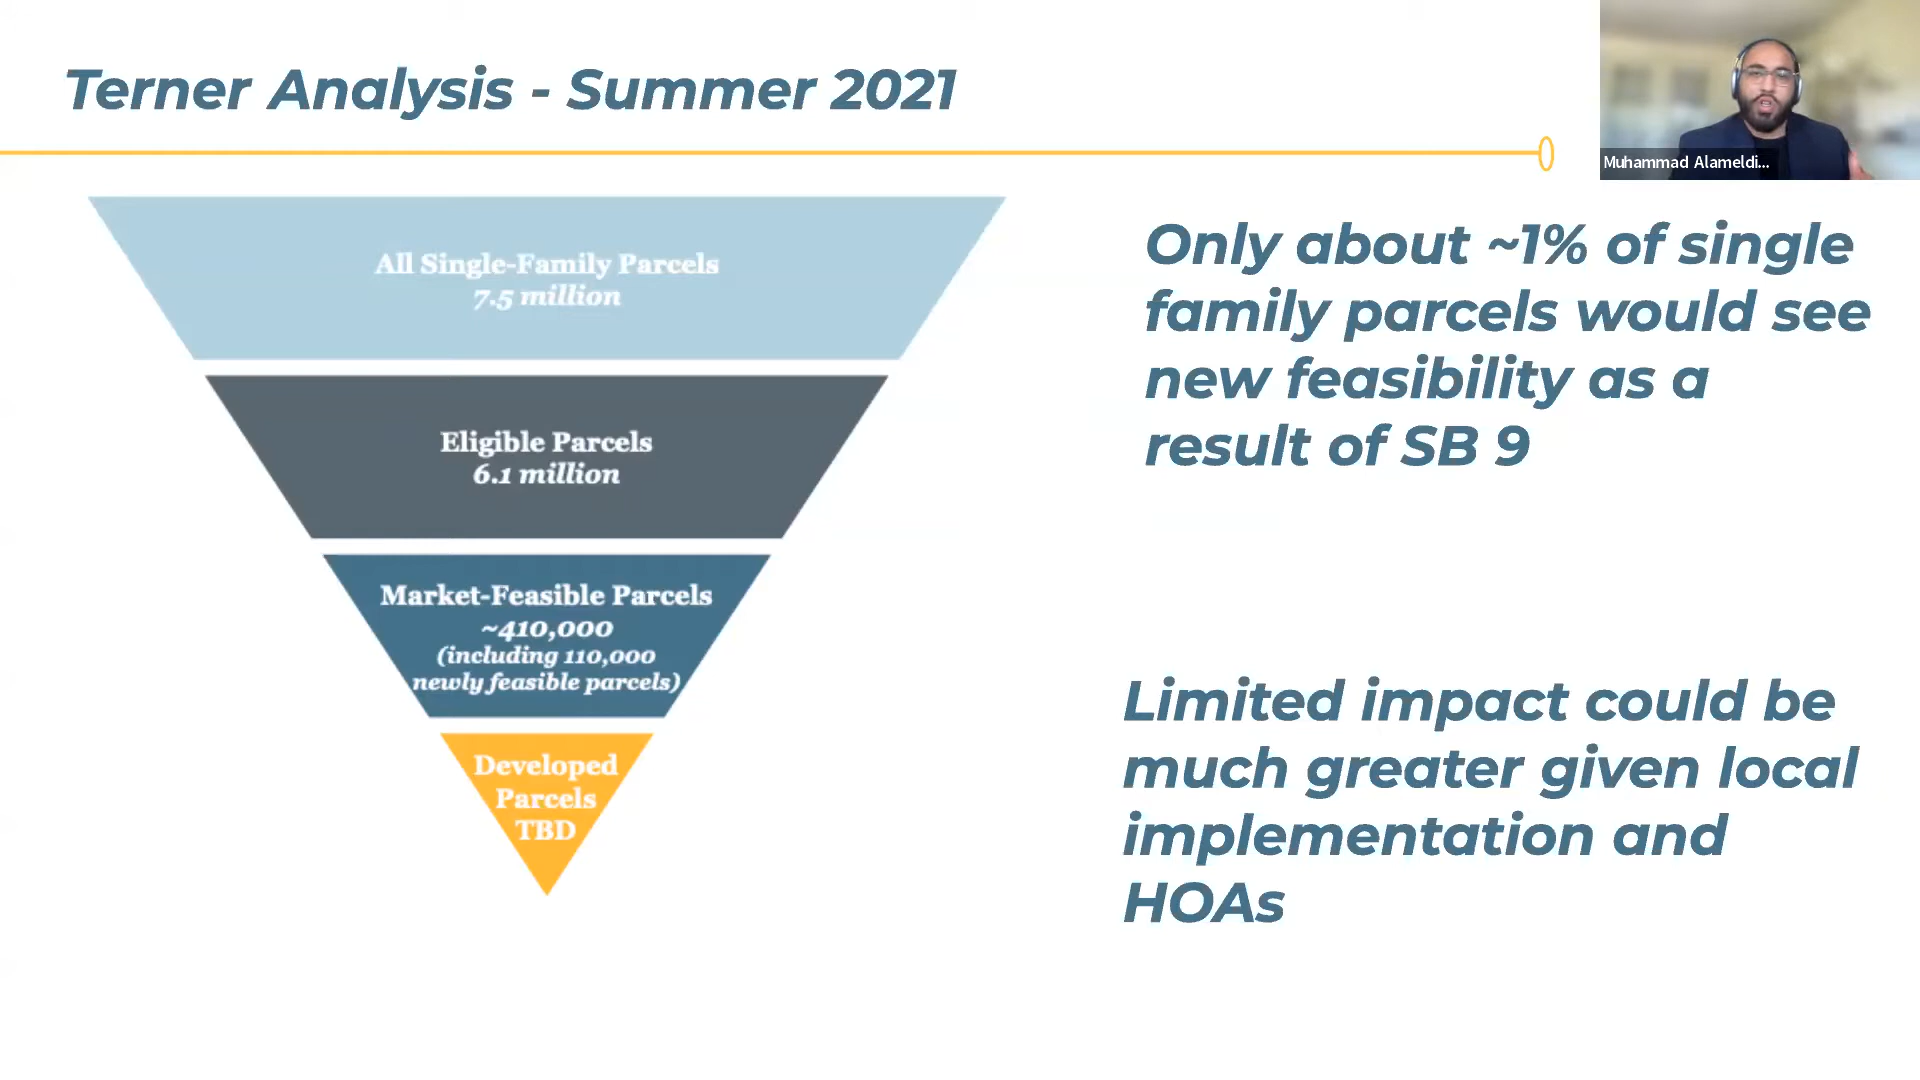 Terner Analysis - Summer 2021
Muhammad Alameldi...
All Single-Family Parcels
7.5 million
Eligible Parcels
6.1 million
Market-Feasible Parcels
~410,000
(including 110,000
newly feasible parcels)
Developed
Parcels
TBD
Only about ~1% of single
family parcels would see
new feasibility as a
result of SB 9
Limited impact could be
much greater given local
implementation and
HOAs